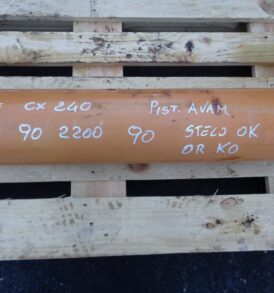 CX 240 PIST. AVAM.
90 2200 90 STELO OK
OR KO